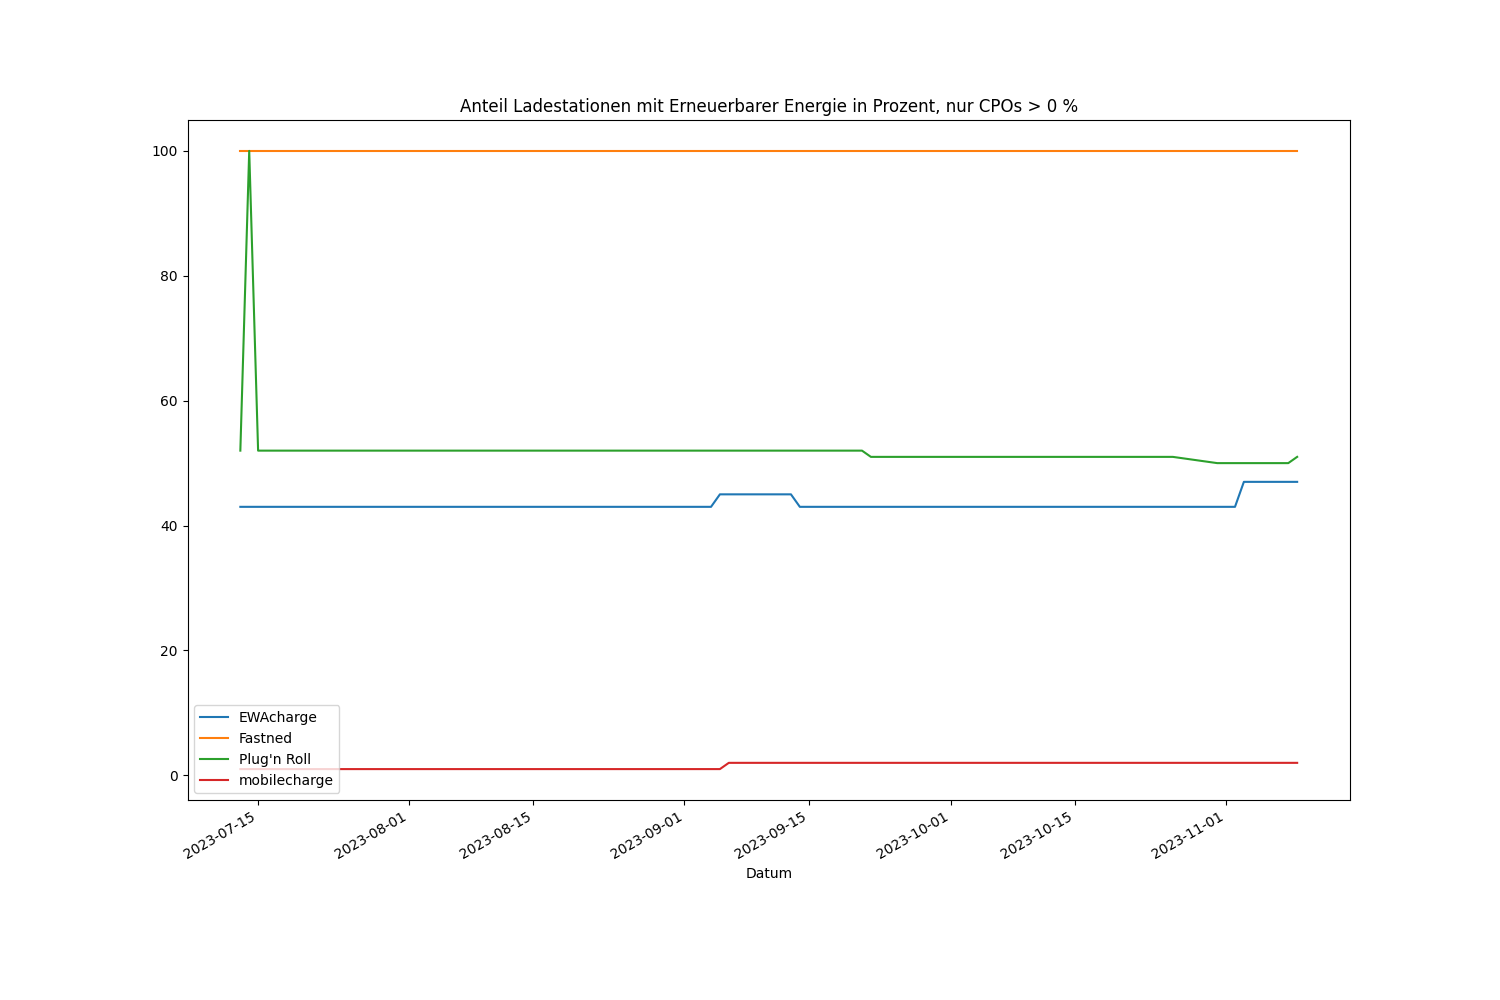 Anteil Ladestationen mit Erneuerbarer Energie in Prozent, nur CPOs > 0 %
100
80
60
40
20
0
EWAcharge
Fastned
Plug'n Roll
mobilecharge
2023-07-15
2023-08-01
2023-08-15
2023-09-01
2023-09-15
2023-10-01
2023-10-15
2023-11-01
Datum